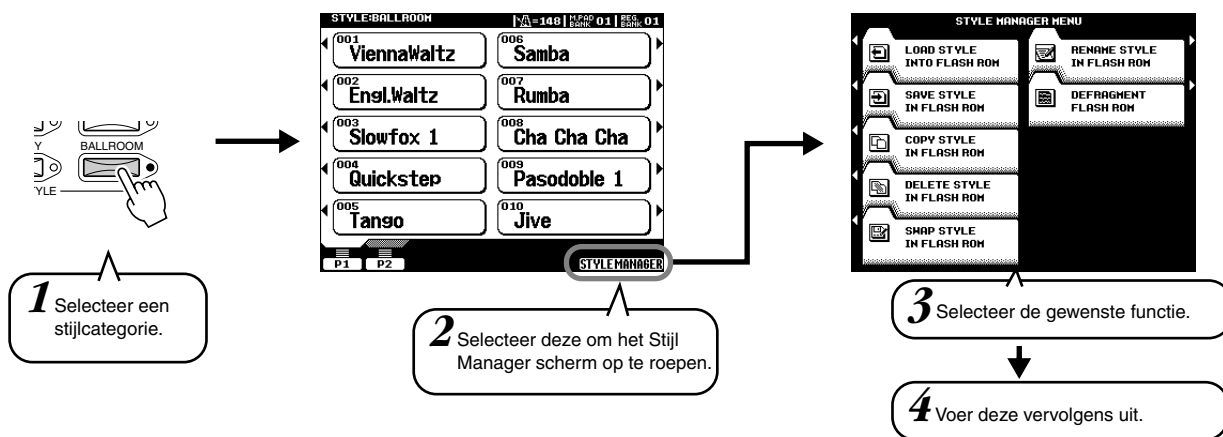 Y
BALLROOM
YLE
1 Selecteer een
stijlcategorie.
STYLE:BALLROOM
=148 M.PAD BANK 01 REG. BANK 01
001 ViennaWaltz
006 Samba
002 Engl.Waltz
007 Rumba
003 Slowfox 1
008 Cha Cha Cha
004 Quickstep
009 Pasodoble 1
005 Tango
010 Jive
P1 P2 STYLEMANAGER
2 Selecteer deze om het Stijl
Manager scherm op te roepen.
STYLE MANAGER MENU
LOAD STYLE
INTO FLASH ROM
RENAME STYLE
IN FLASH ROM
SAVE STYLE
IN FLASH ROM
DEFRAGMENT
FLASH ROM
COPY STYLE
IN FLASH ROM
DELETE STYLE
IN FLASH ROM
SWAP STYLE
IN FLASH ROM
3 Selecteer de gewenste functie.
4 Voer deze vervolgens uit.